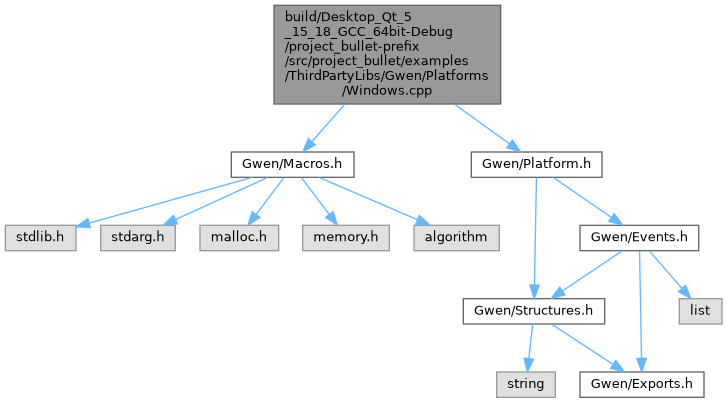 build/Desktop_Qt_5
_15_18_GCC_64bit-Debug
/project_bullet-prefix
/src/project_bullet/examples
/ThirdPartyLibs/Gwen/Platforms
/Windows.cpp
Gwen/Macros.h
Gwen/Platform.h
stdlib.h
stdarg.h
malloc.h
memory.h
algorithm
Gwen/Events.h
Gwen/Structures.h
list
string
Gwen/Exports.h